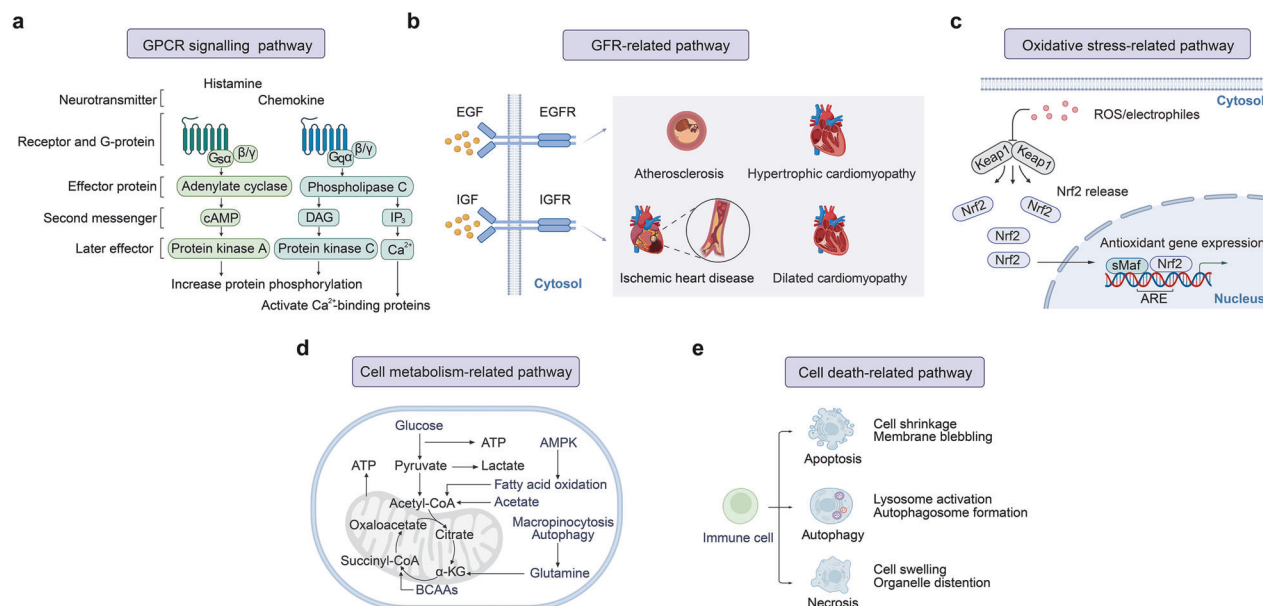 a
GPCR signalling pathway
Histamine
Neurotransmitter
Chemokine
Receptor and G-protein
Gsα
β/γ
Gqα
β/γ
Effector protein
Adenylate cyclase
Phospholipase C
Second messenger
cAMP
DAG
IP₃
Later effector
Protein kinase A
Protein kinase C
Ca²⁺
Increase protein phosphorylation
Activate Ca²⁺-binding proteins
b
GFR-related pathway
EGF
EGFR
IGF
IGFR
Cytosol
Atherosclerosis
Hypertrophic cardiomyopathy
Ischemic heart disease
Dilated cardiomyopathy
c
Oxidative stress-related pathway
Cytosol
ROS/electrophiles
Keap1
Keap1
Nrf2 release
Nrf2
Nrf2
Nrf2
Nrf2
Antioxidant gene expression
sMaf
Nrf2
ARE
Nucleus
d
Cell metabolism-related pathway
Glucose
ATP
AMPK
ATP
Pyruvate
Lactate
Fatty acid oxidation
Acetyl-CoA
Acetate
Oxaloacetate
Citrate
Macropinocytosis
Autophagy
Succinyl-CoA
α-KG
Glutamine
BCAAs
e
Cell death-related pathway
Immune cell
Cell shrinkage
Membrane blebbling
Apoptosis
Lysosome activation
Autophagosome formation
Autophagy
Cell swelling
Organelle distention
Necrosis